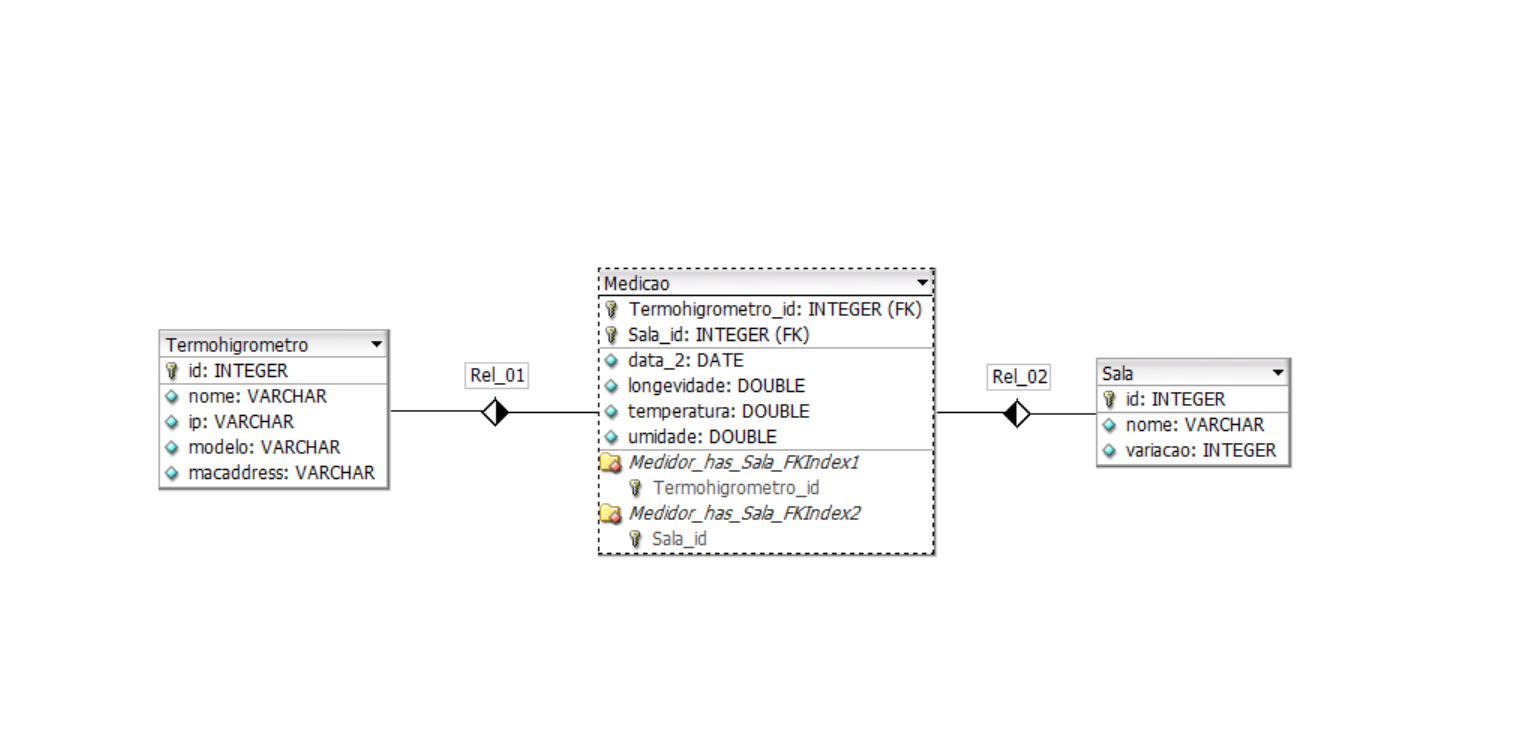 Termohigrometro
id: INTEGER
nome: VARCHAR
ip: VARCHAR
modelo: VARCHAR
macaddress: VARCHAR
Rel_01
Medicao
Termohigrometro_id: INTEGER (FK)
Sala_id: INTEGER (FK)
data_2: DATE
longevidade: DOUBLE
temperatura: DOUBLE
umidade: DOUBLE
Medidor_has_Sala_FKIndex1
Termohigrometro_id
Medidor_has_Sala_FKIndex2
Sala_id
Rel_02
Sala
id: INTEGER
nome: VARCHAR
variacao: INTEGER